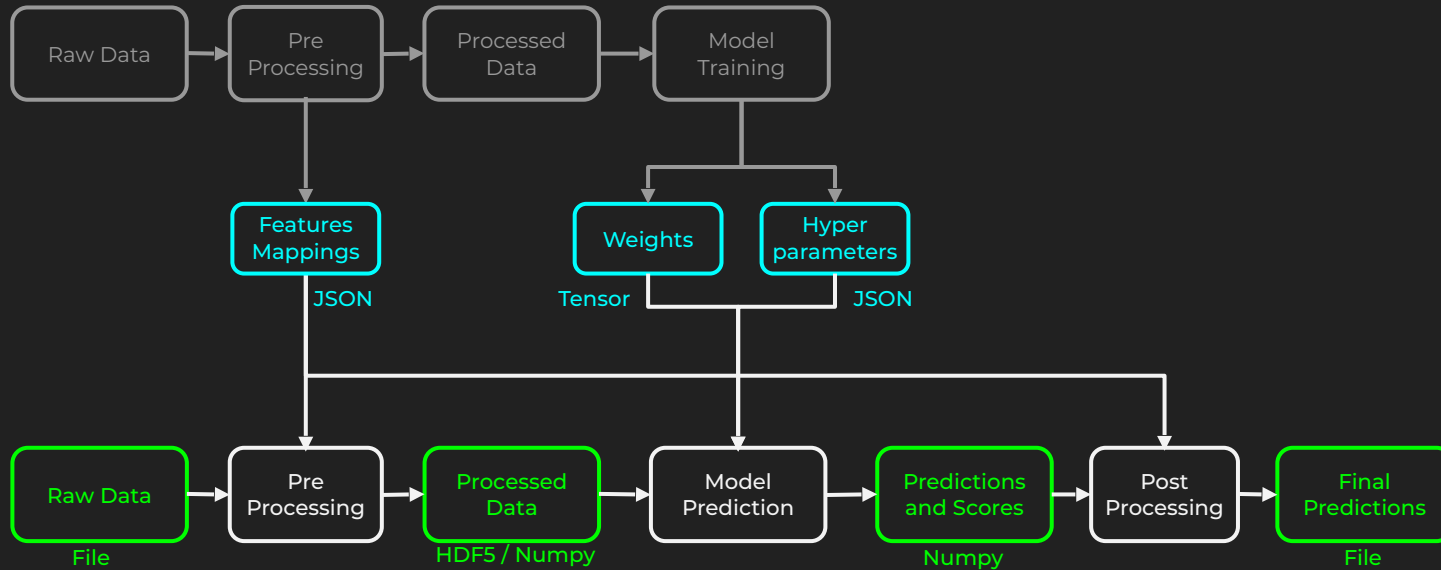 Raw Data
Pre
Processing
Processed
Data
Model
Training
Features
Mappings
Weights
Hyper
parameters
JSON
Tensor
JSON
Raw Data
Pre
Processing
Processed
Data
Model
Prediction
Predictions
and Scores
Post
Processing
Final
Predictions
File
HDF5 / Numpy
Numpy
File